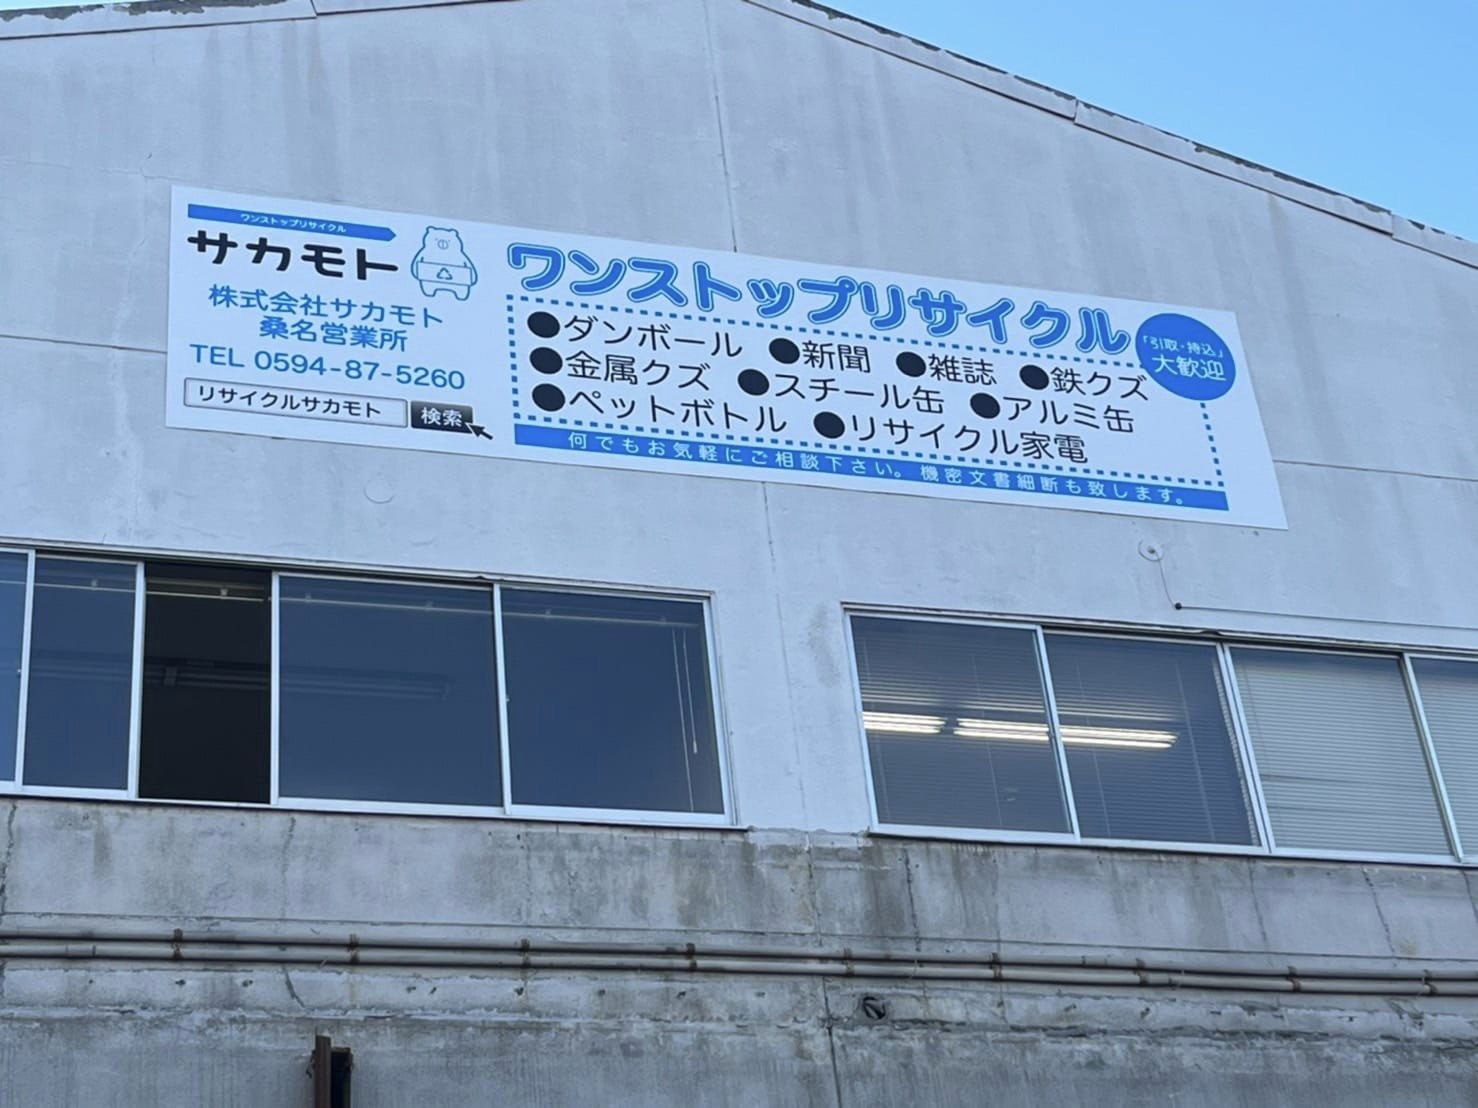 ワンストップリサイクル
サカモト
株式会社サカモト
桑名営業所
TEL 0594-87-5260
リサイクルサカモト 検索
ワンストップリサイクル
●ダンボール ●新聞 ●雑誌 ●鉄クズ
●金属クズ ●スチール缶 ●アルミ缶
●ペットボトル ●リサイクル家電
「引取・持込」
大歓迎
何でもお気軽にご相談下さい。機密文書細断も致します。